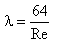 λ = 64/Re